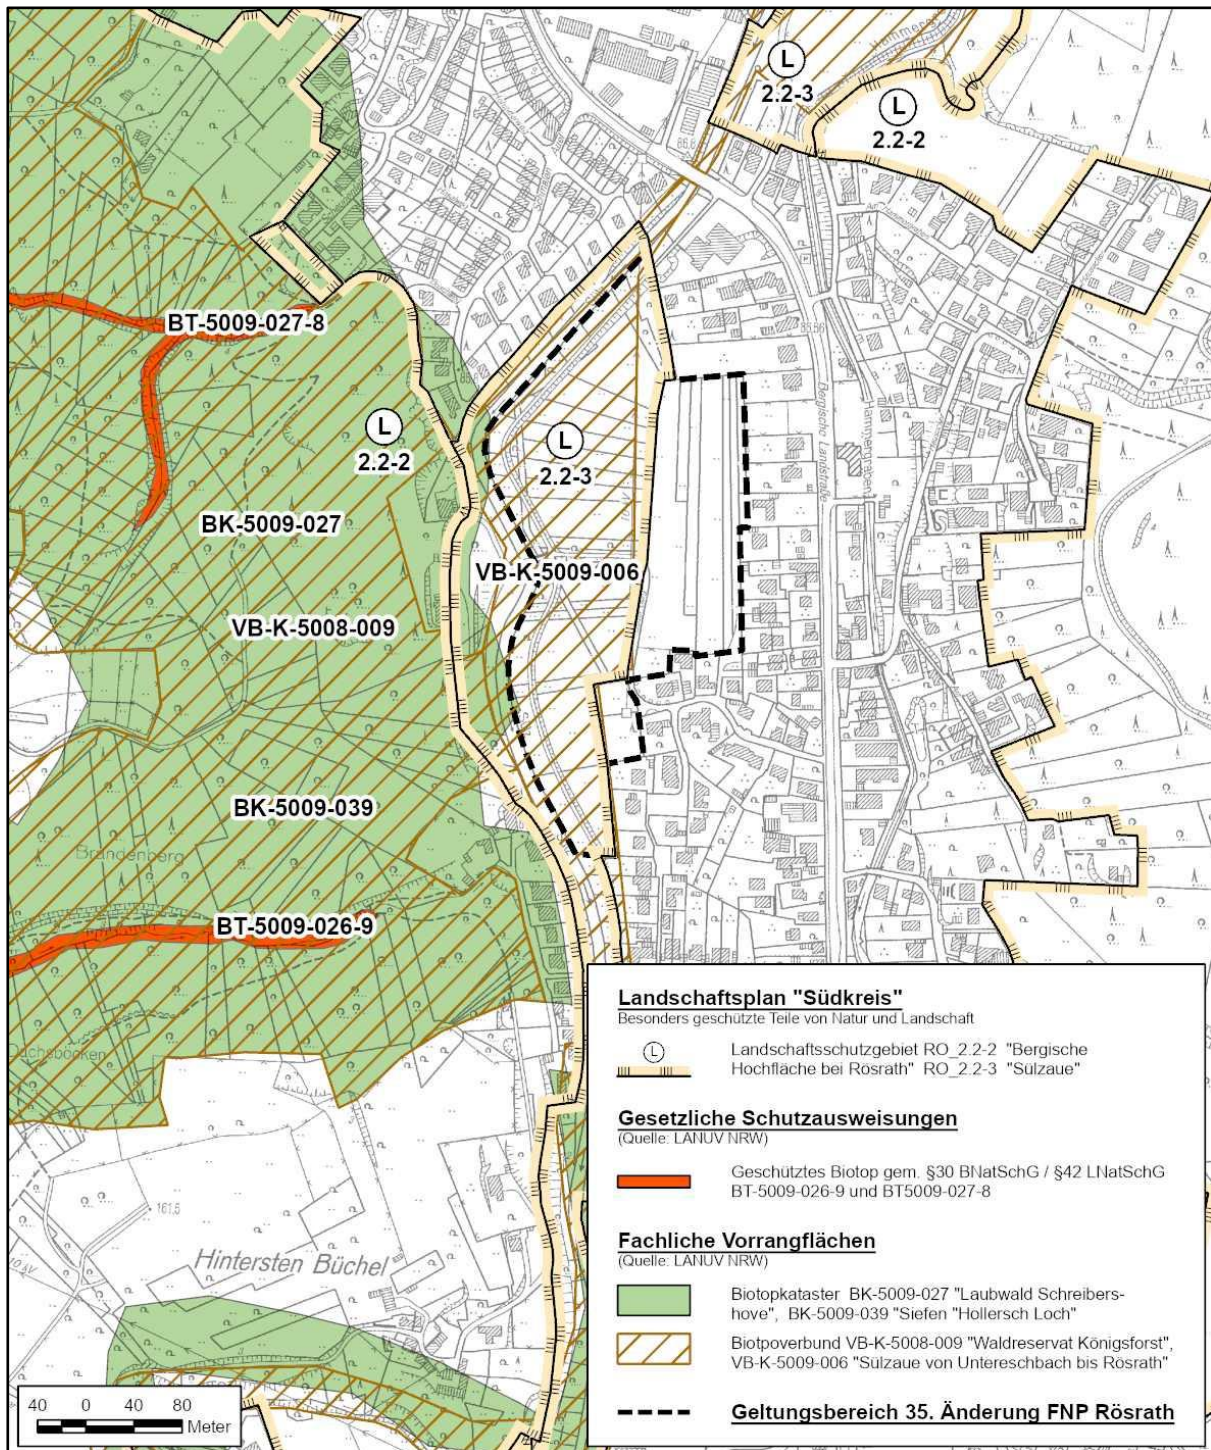 L
2.2-3
L
2.2-2
BT-5009-027-8
L
2.2-2
L
2.2-3
BK-5009-027
VB-K-5009-006
VB-K-5008-009
BK-5009-039
Brandenberg
BT-5009-026-9
Bergische Landstraße
Hammergraben
161,5
Hintersten Büchel
40 0 40 80
Meter
Landschaftsplan "Südkreis"
Besonders geschützte Teile von Natur und Landschaft
L
Landschaftsschutzgebiet RO_2.2-2 "Bergische
Hochfläche bei Rösrath" RO_2.2-3 "Sülzaue"
Gesetzliche Schutzausweisungen
(Quelle: LANUV NRW)
Geschütztes Biotop gem. §30 BNatSchG / §42 LNatSchG
BT-5009-026-9 und BT5009-027-8
Fachliche Vorrangflächen
(Quelle: LANUV NRW)
Biotopkataster BK-5009-027 "Laubwald Schreibers-
hove", BK-5009-039 "Siefen "Hollersch Loch"
Biotpoverbund VB-K-5008-009 "Waldreservat Königsforst",
VB-K-5009-006 "Sülzaue von Untereschbach bis Rösrath"
Geltungsbereich 35. Änderung FNP Rösrath